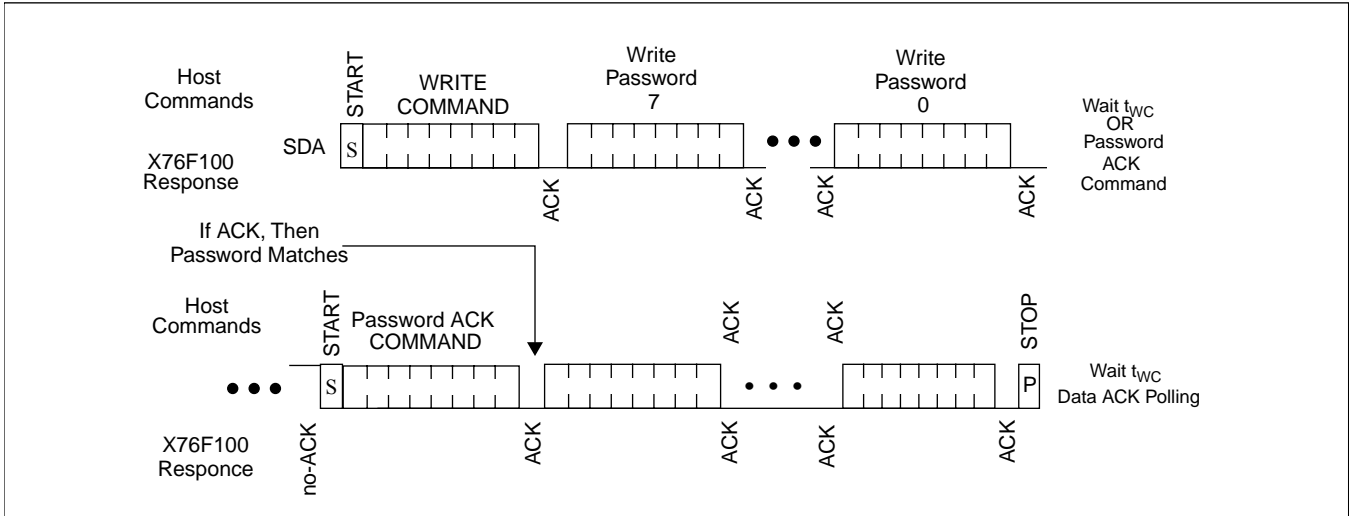 Host
Commands
START
WRITE
COMMAND
Write
Password
7
Write
Password
0
Wait tWC
OR
Password
ACK
Command
SDA
S
X76F100
Response
ACK
ACK
ACK
ACK
If ACK, Then
Password Matches
Host
Commands
START
Password ACK
COMMAND
ACK
ACK
STOP
S
P
Wait tWC
Data ACK Polling
X76F100
Responce
no-ACK
ACK
ACK
ACK
ACK